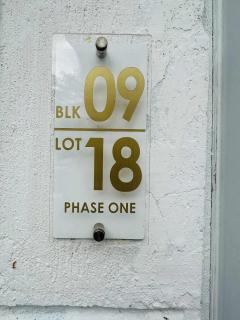 BLK 09
LOT 18
PHASE ONE